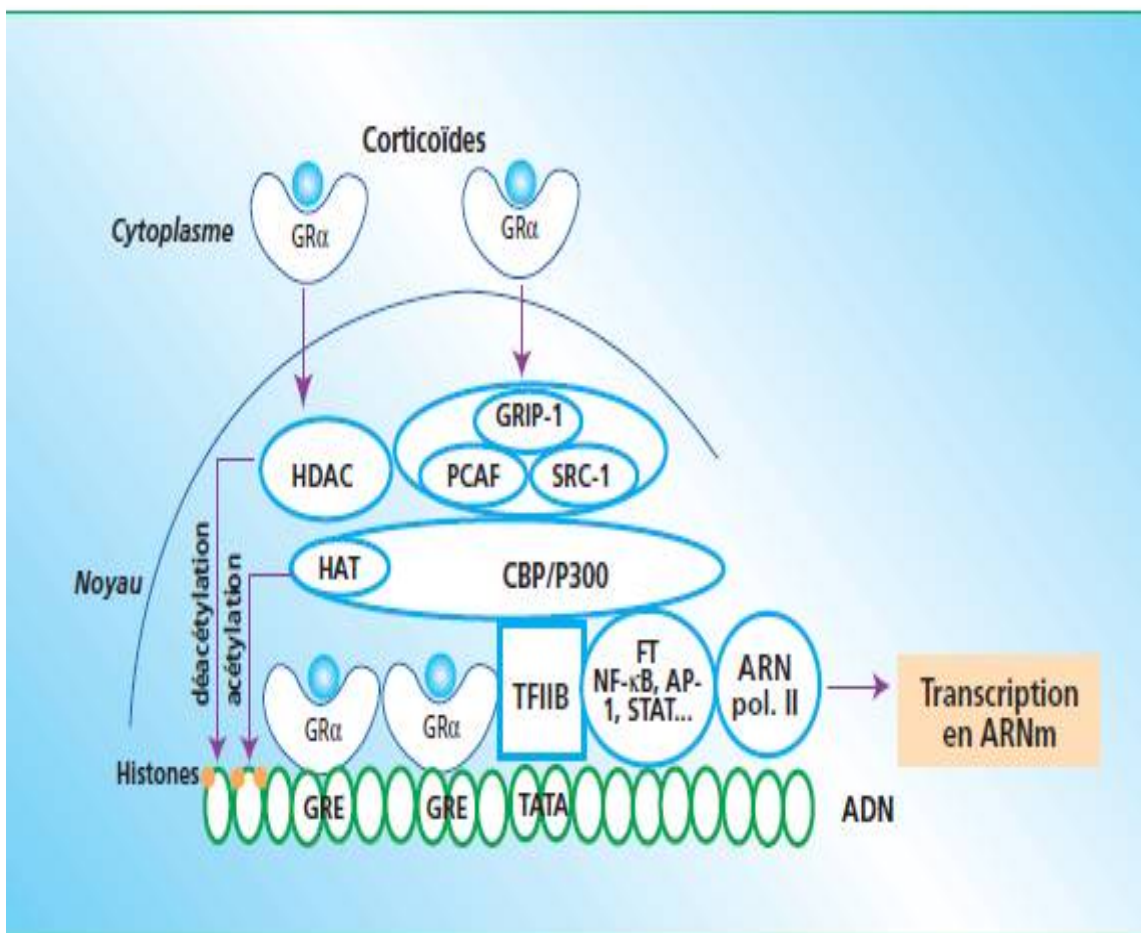 Corticoïdes
Cytoplasme
GRα
GRα
GRIP-1
HDAC
PCAF
SRC-1
déacétylation
acétylation
Noyau
HAT
CBP/P300
GRα
GRα
TFIIB
FT
NF-κB, AP-
1, STAT...
ARN
pol. II
Transcription
en ARNm
Histones
GRE
GRE
TATA
ADN